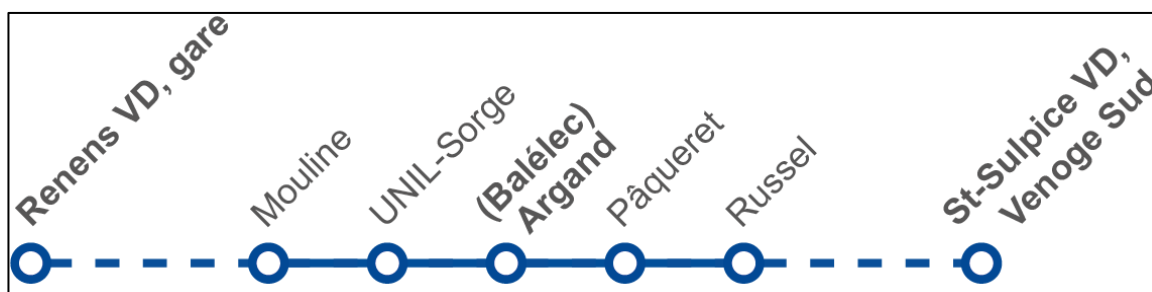 Renens VD, gare
Mouline
UNIL-Sorge
(Balélec)
Argand
Pâqueret
Russel
St-Sulpice VD,
Venoge Sud